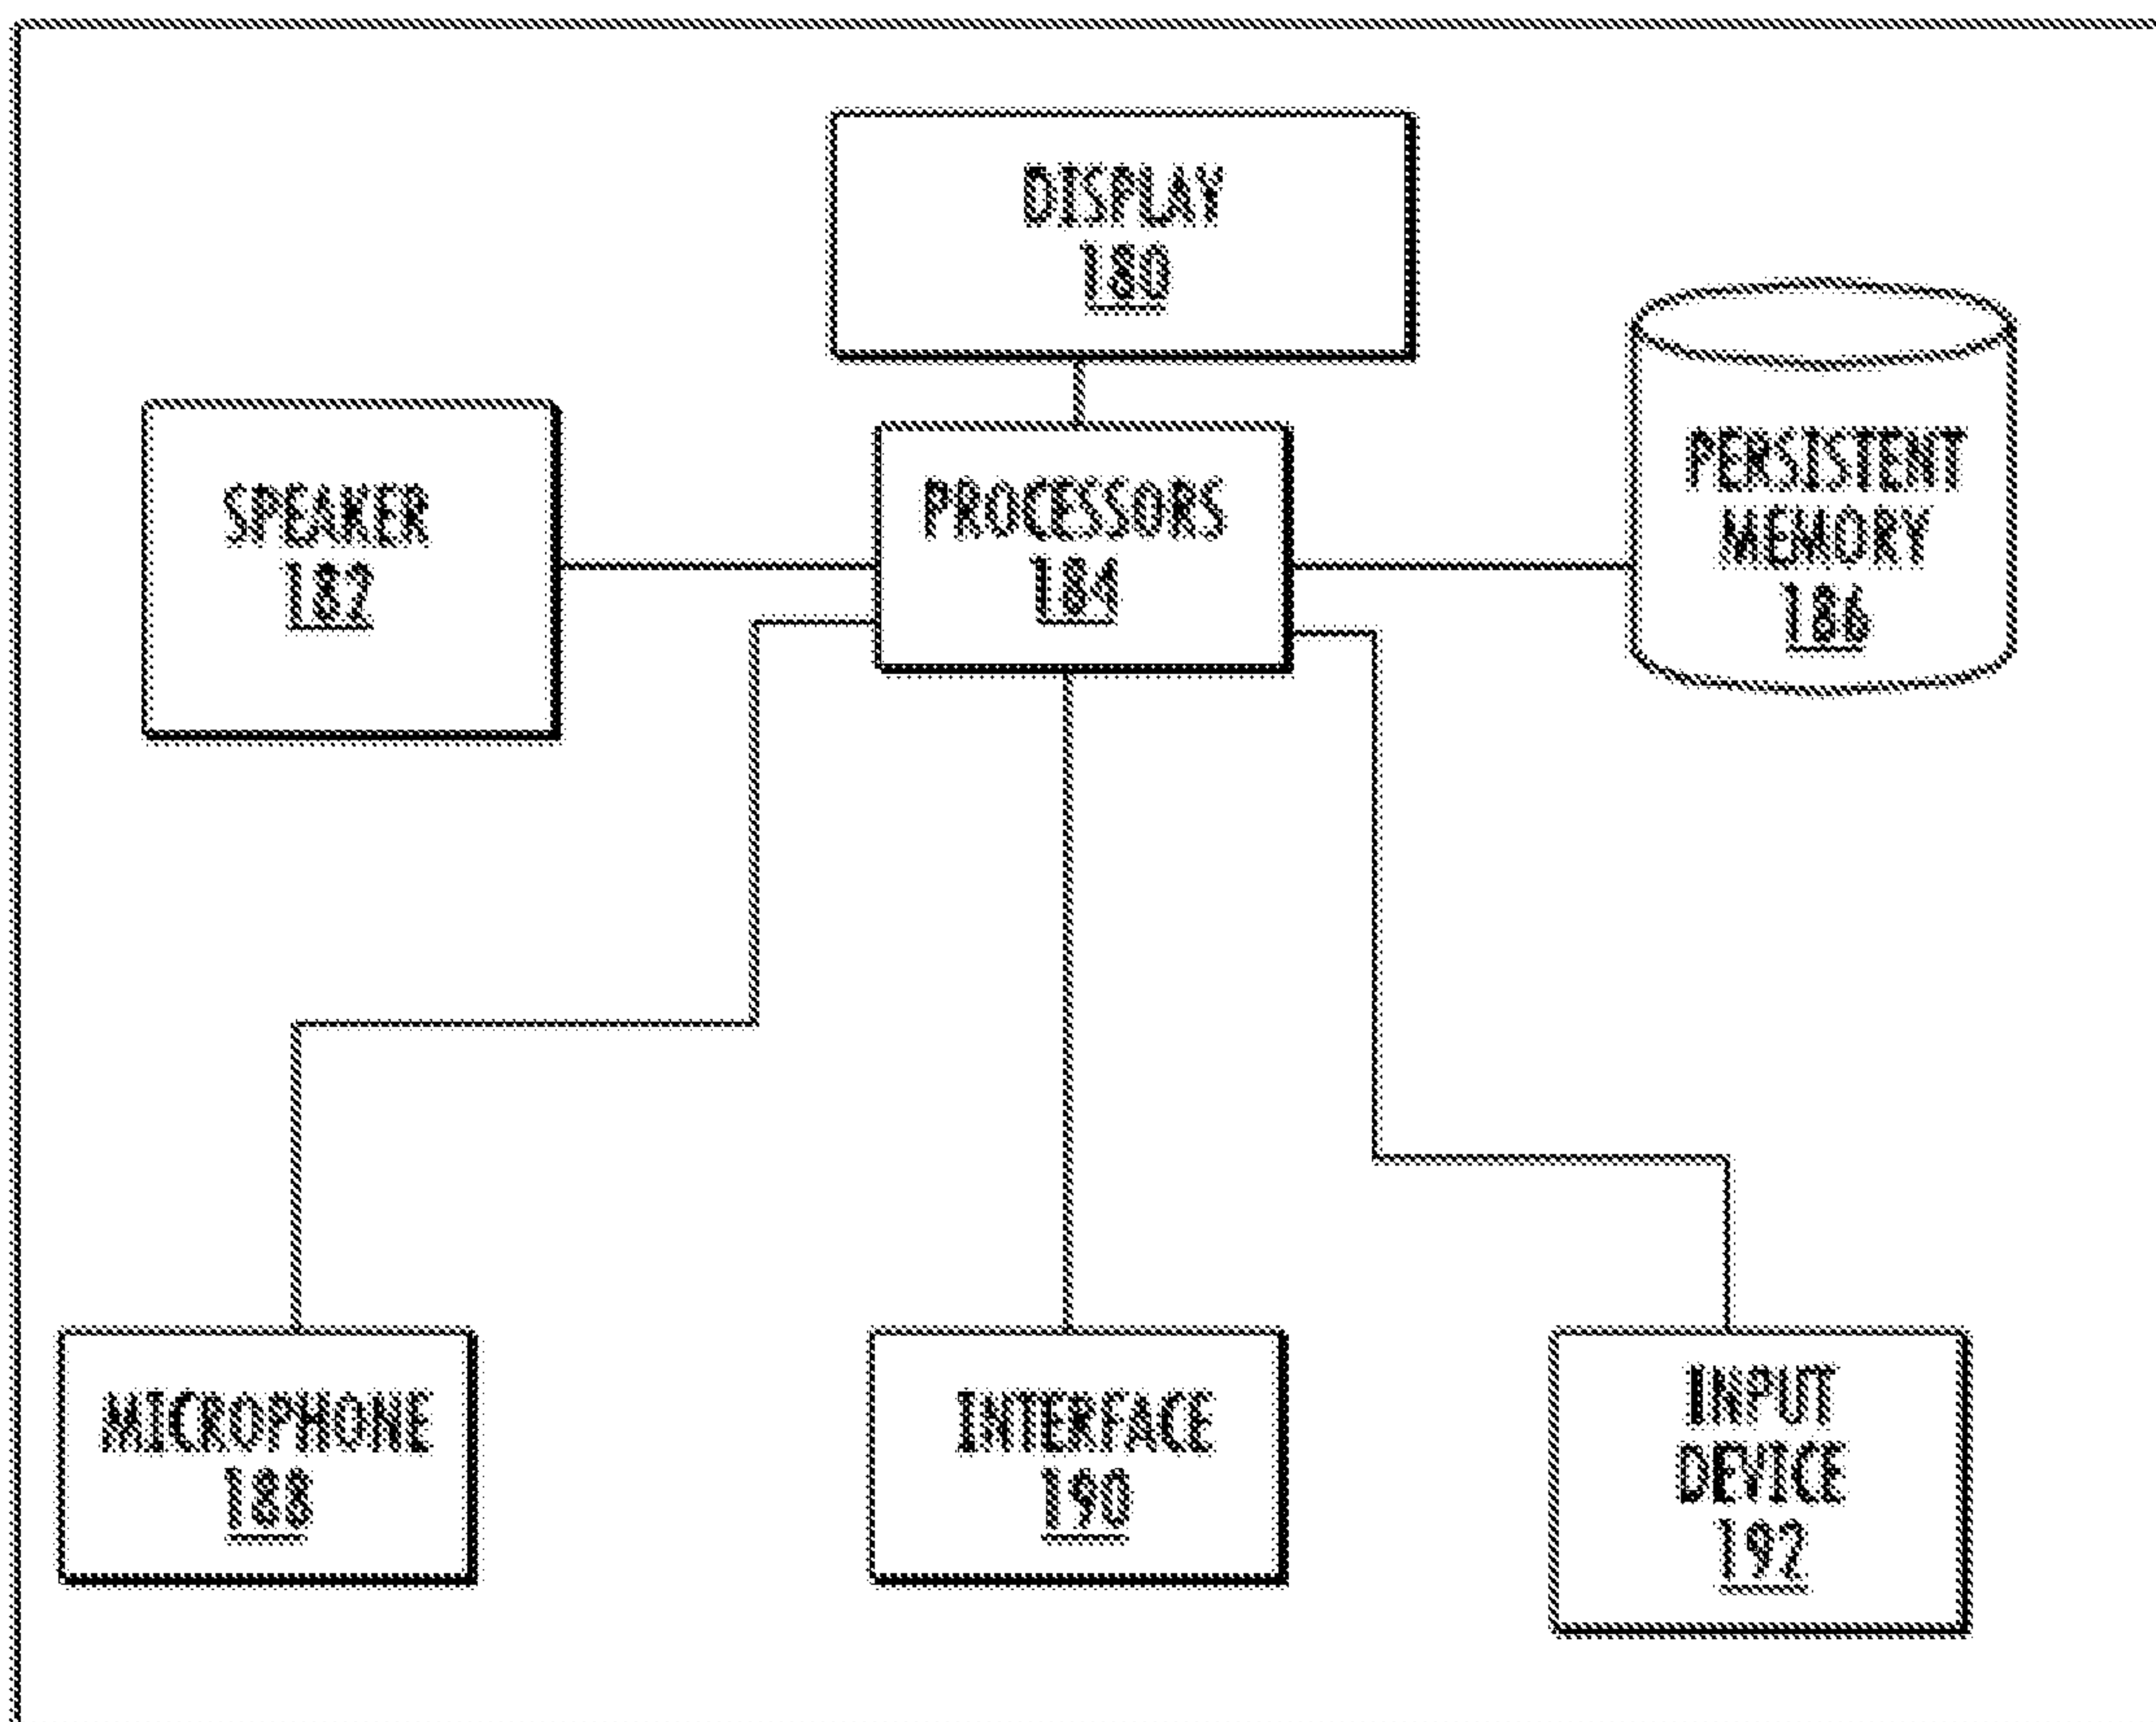 DISPLAY
180
SPEAKER
182
PROCESSORS
184
PERSISTENT
MEMORY
186
MICROPHONE
188
INTERFACE
190
INPUT
DEVICE
192